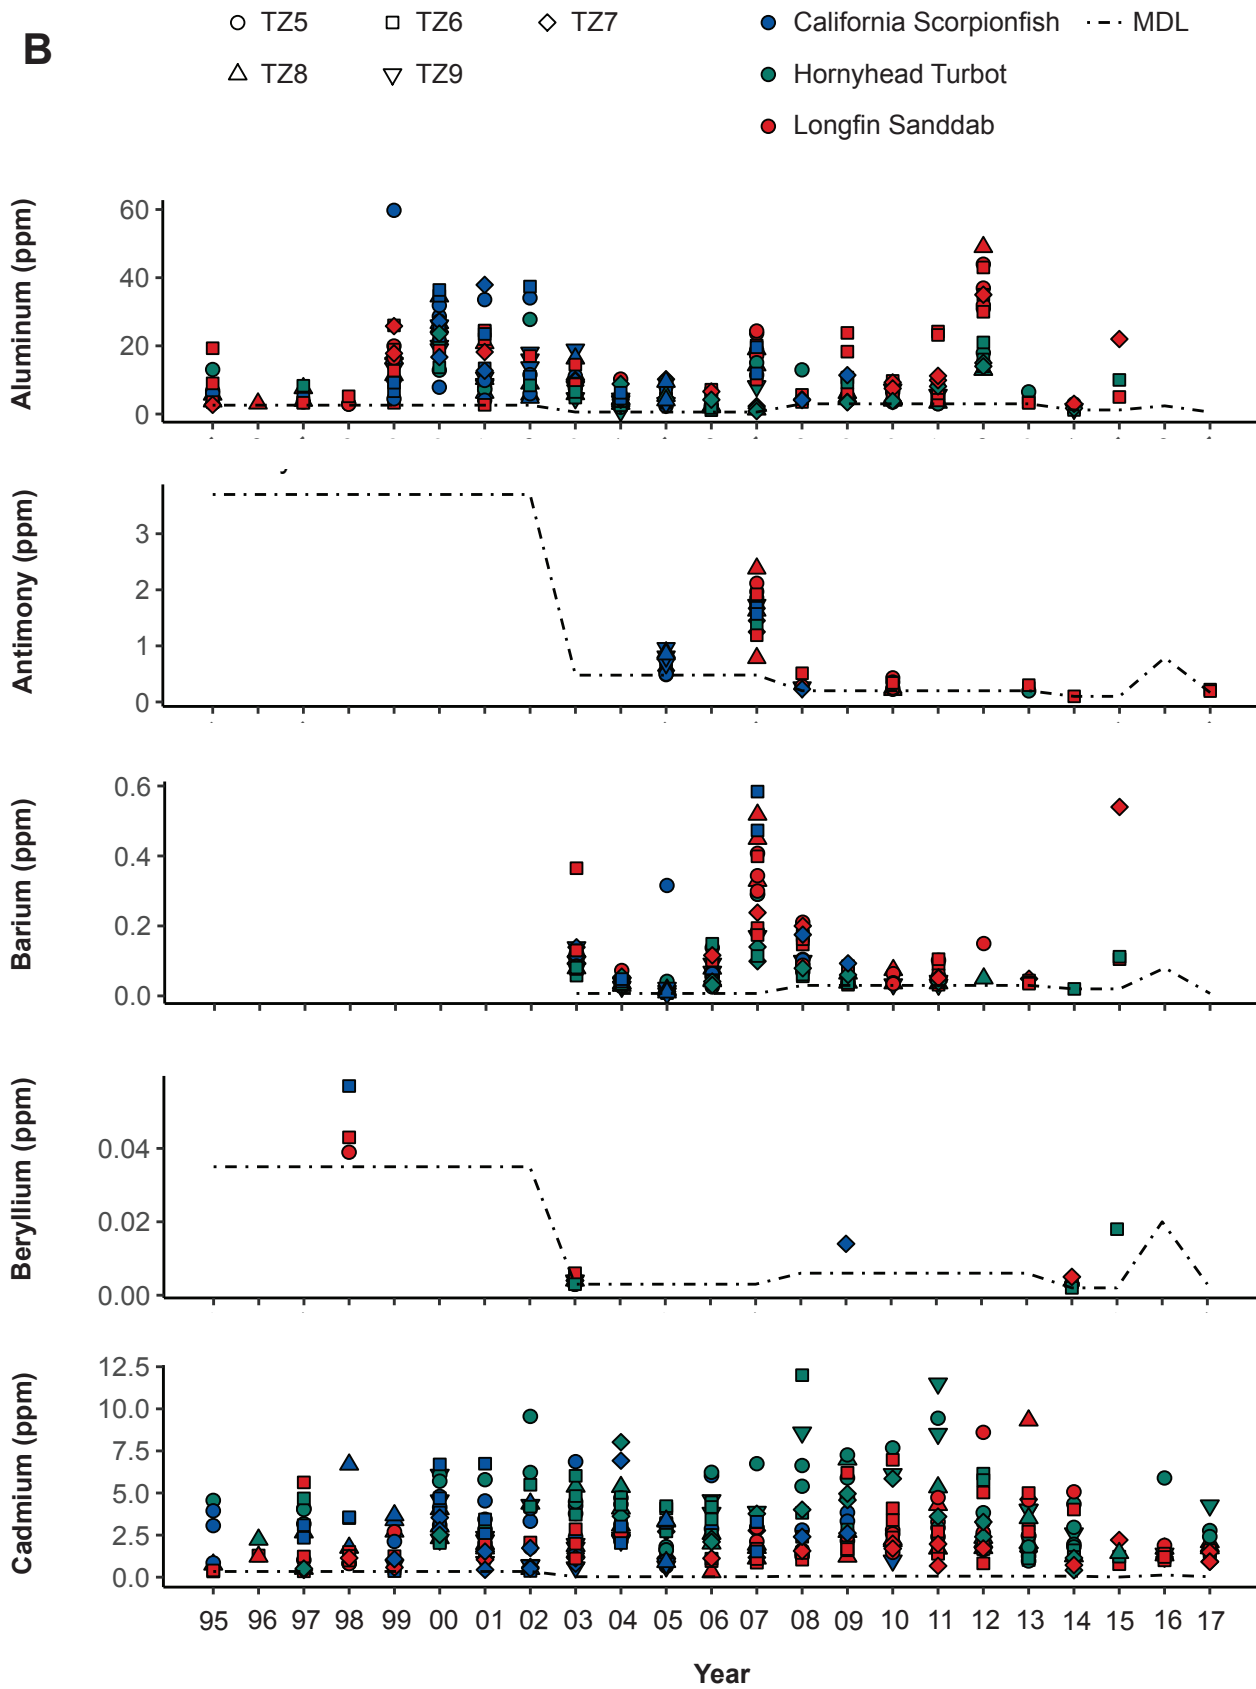 B
TZ5 TZ6 TZ7 California Scorpionfish MDL
TZ8 TZ9 Hornyhead Turbot
Longfin Sanddab
Aluminum (ppm)
60
40
20
0
Antimony (ppm)
3
2
1
0
Barium (ppm)
0.6
0.4
0.2
0.0
Beryllium (ppm)
0.04
0.02
0.00
Cadmium (ppm)
12.5
10.0
7.5
5.0
2.5
0.0
95 96 97 98 99 00 01 02 03 04 05 06 07 08 09 10 11 12 13 14 15 16 17
Year